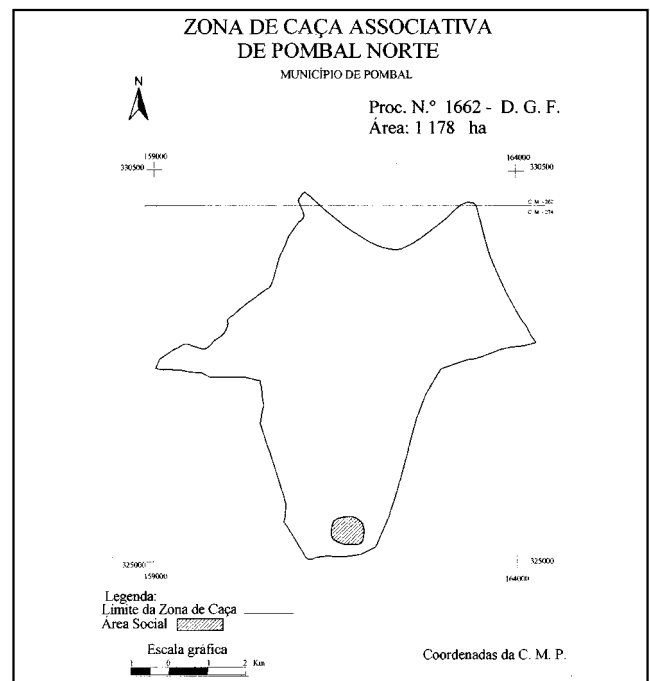 ZONA DE CAÇA ASSOCIATIVA
DE POMBAL NORTE
MUNICÍPIO DE POMBAL
N
Proc. N.º 1662 - D. G. F.
Área: 1 178 ha
159000
330500
164000
330500
C. M. - 262
C. M. - 274
325000
159000
325000
164000
Legenda:
Limite da Zona de Caça
Área Social
Escala gráfica
1 0 1 2 Km
Coordenadas da C. M. P.